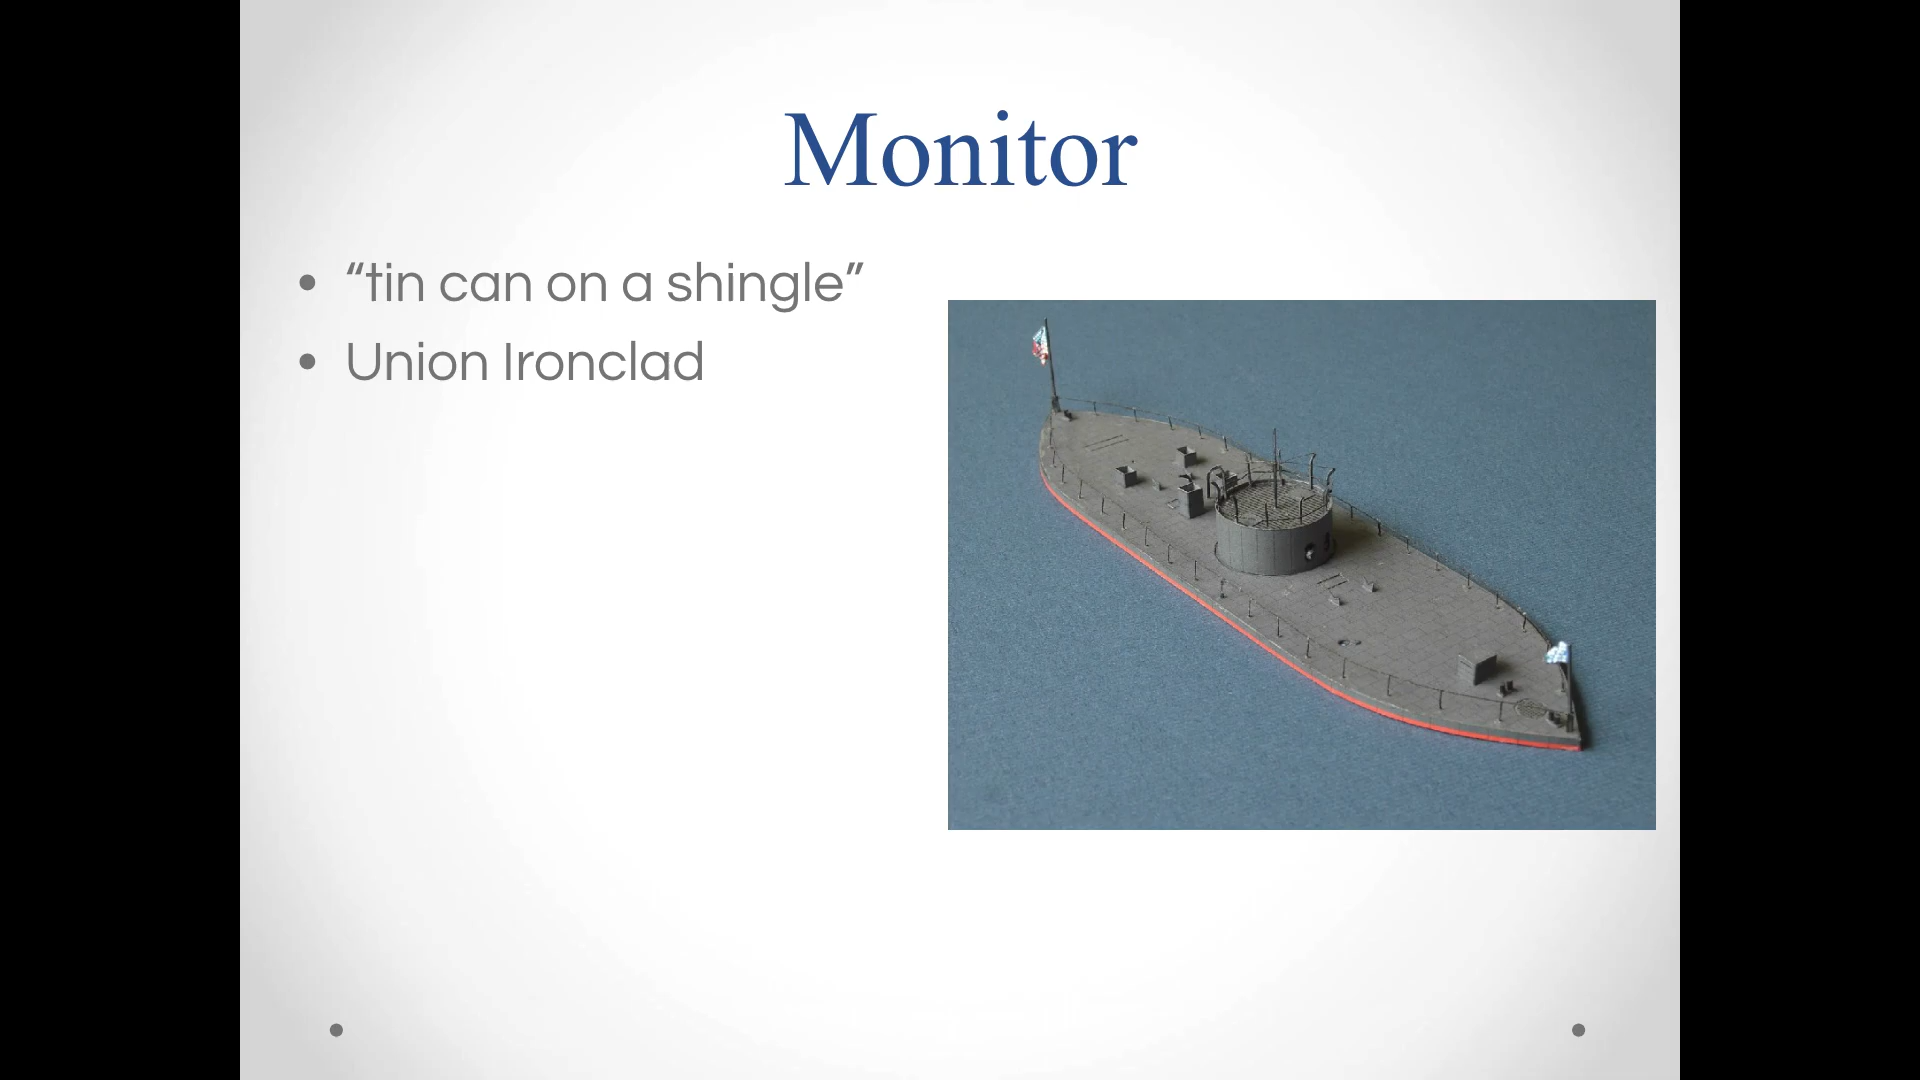 Monitor
• “tin can on a shingle”
• Union Ironclad